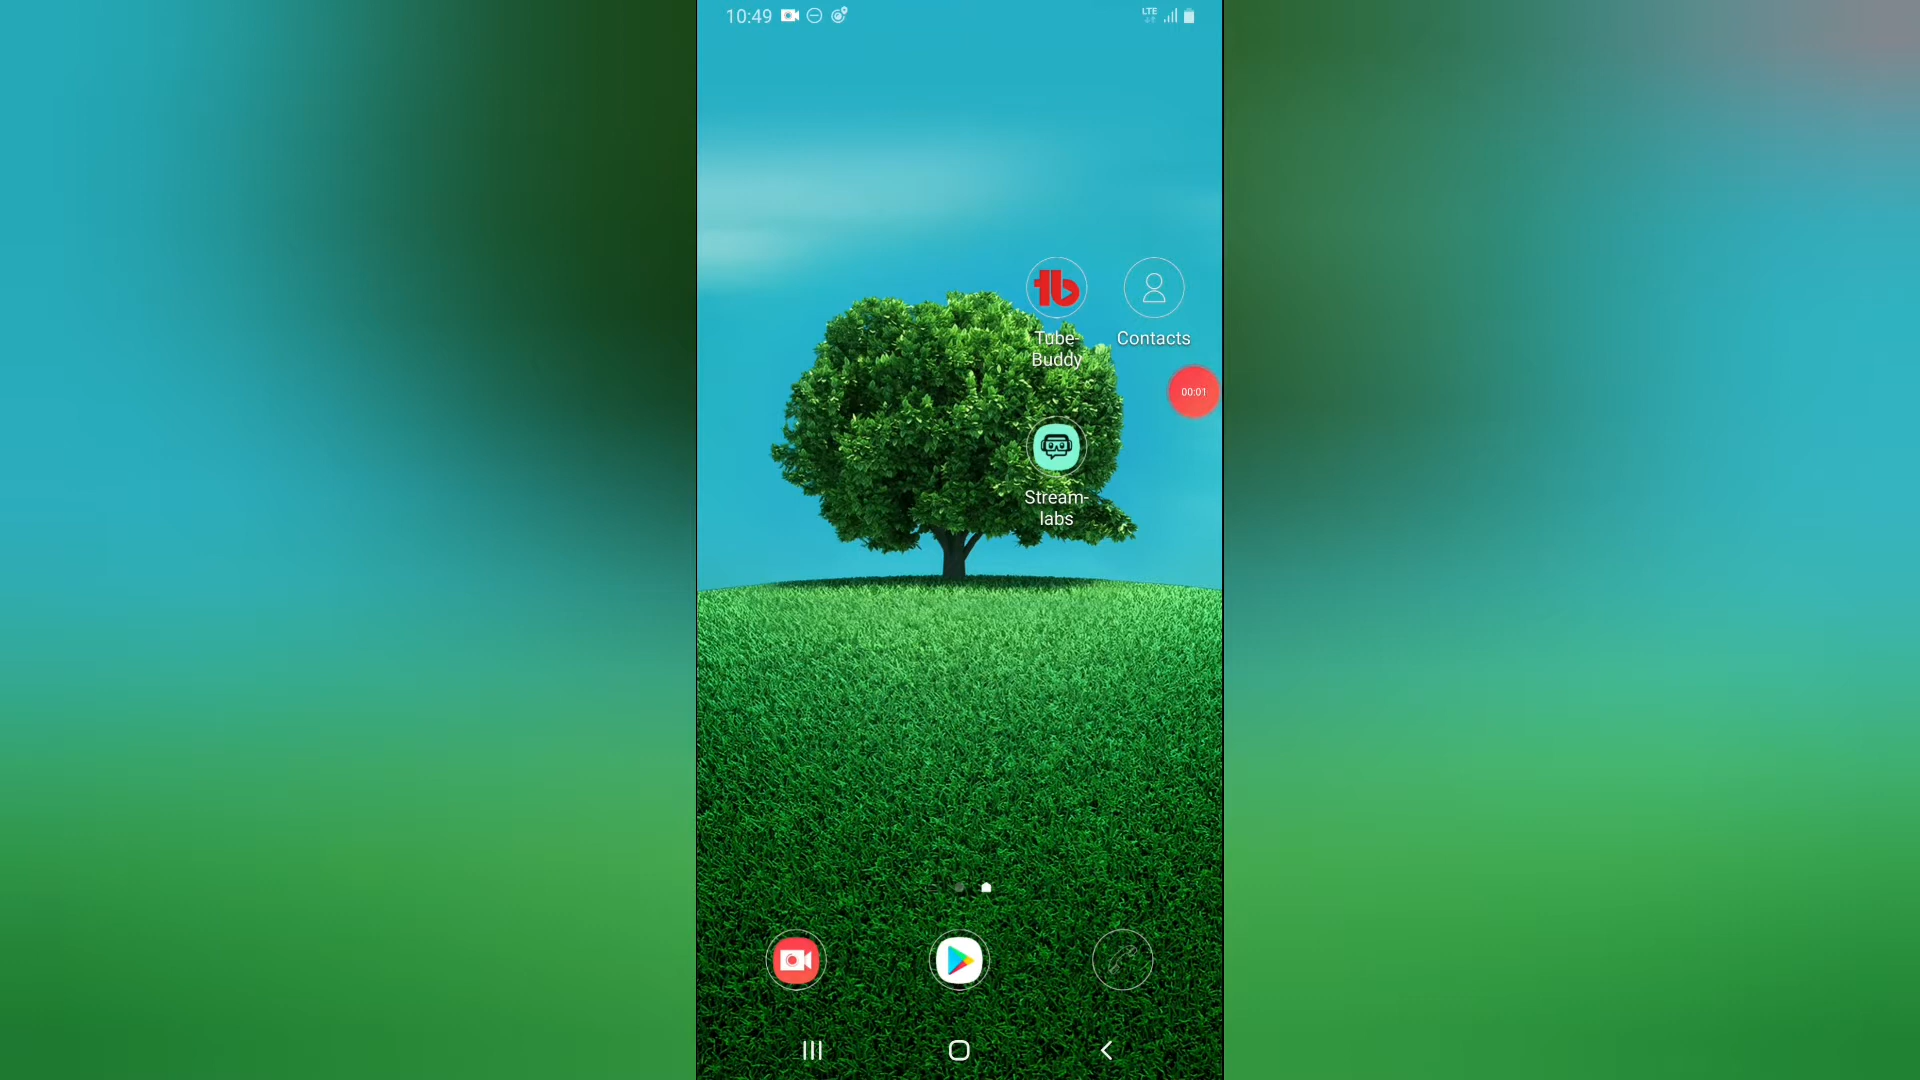 10:49
LTE
Tube-
Buddy
Contacts
00:01
Stream-
labs